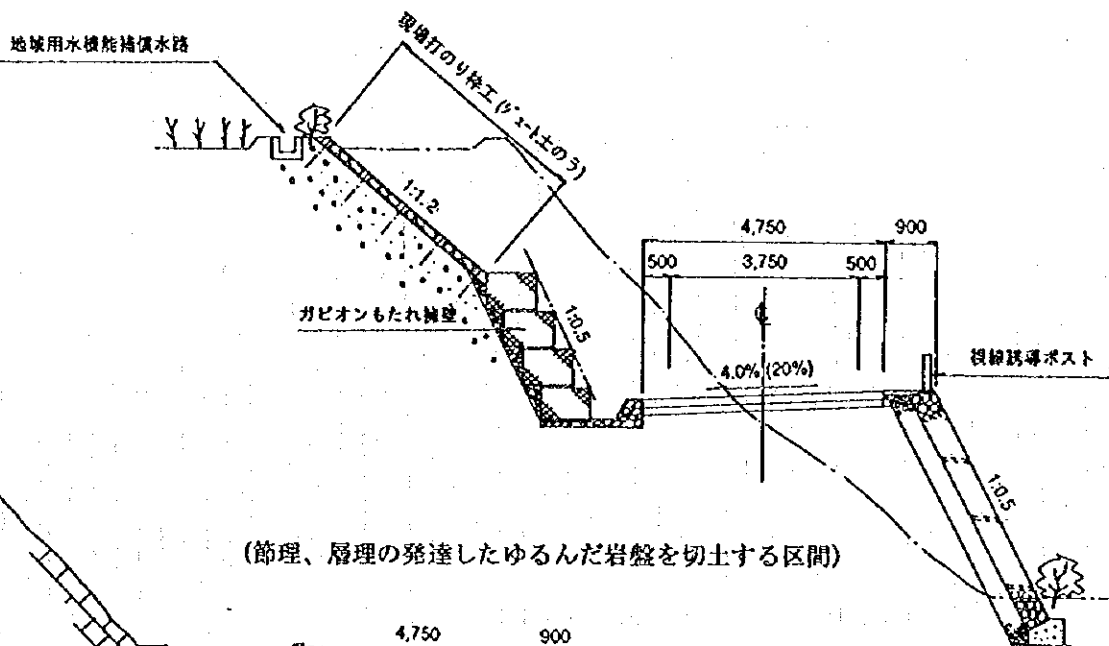 地域用水機能補償水路
現場打のり枠工(ジュート土のう)
1:1.2
4,750 900
500 3,750 500
ガビオンもたれ擁壁
1:0.5
℄
4.0% (20%)
視線誘導ポスト
1:0.5
(節理、層理の発達したゆるんだ岩盤を切土する区間)
4,750 900